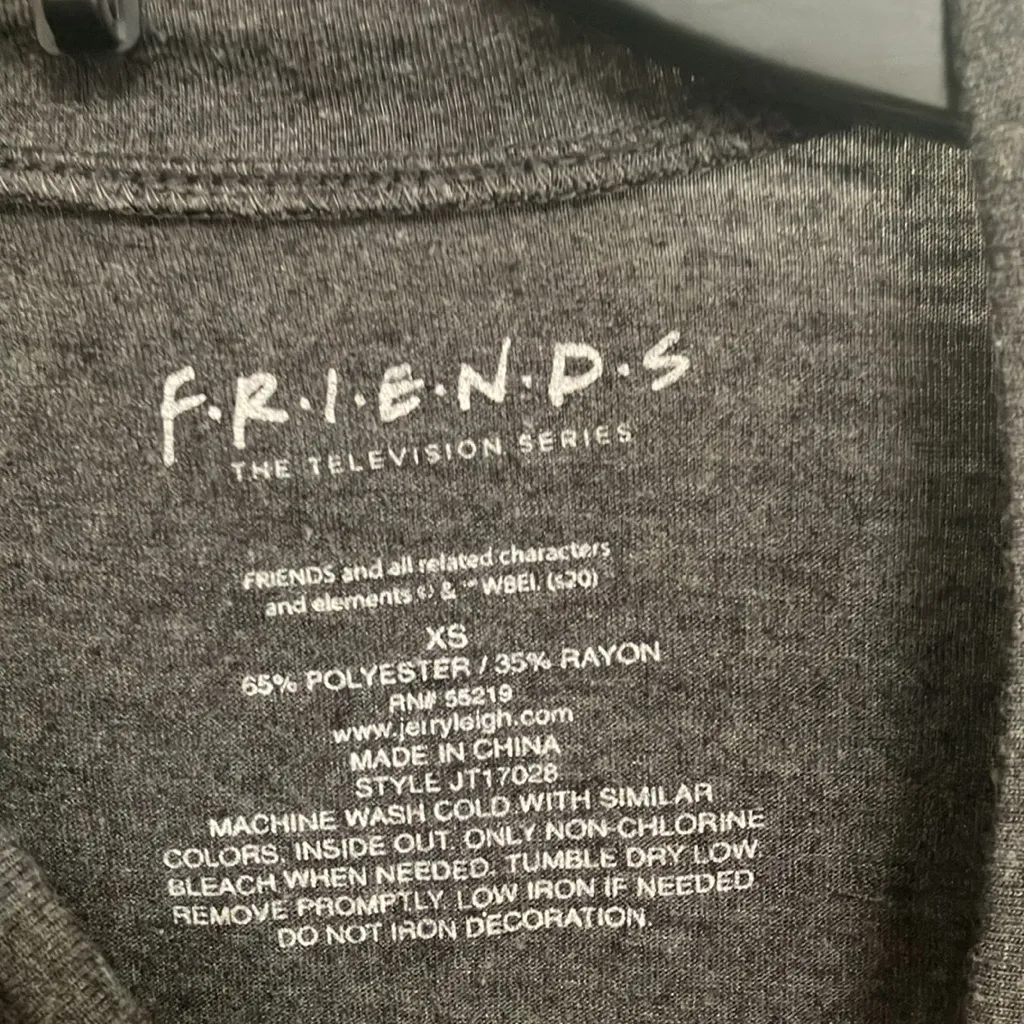 F·R·I·E·N·D·S
THE TELEVISION SERIES
FRIENDS and all related characters
and elements © & ™ WBEI. (s20)
XS
65% POLYESTER / 35% RAYON
RN# 55219
www.jerryleigh.com
MADE IN CHINA
STYLE JT17028
MACHINE WASH COLD WITH SIMILAR
COLORS. INSIDE OUT. ONLY NON-CHLORINE
BLEACH WHEN NEEDED. TUMBLE DRY LOW.
REMOVE PROMPTLY LOW IRON IF NEEDED
DO NOT IRON DECORATION.